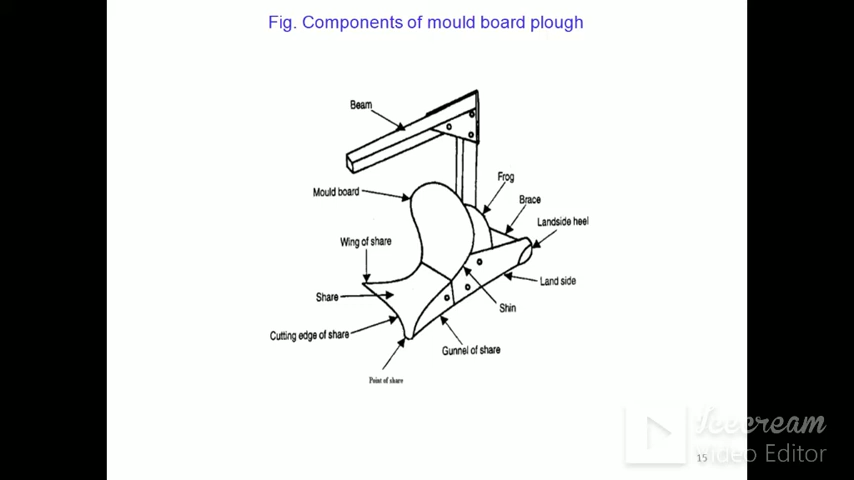 Fig. Components of mould board plough
Beam
Frog
Mould board
Brace
Landside heel
Wing of share
Land side
Share
Shin
Cutting edge of share
Gunnel of share
Point of share
Icecream
Video Editor
15